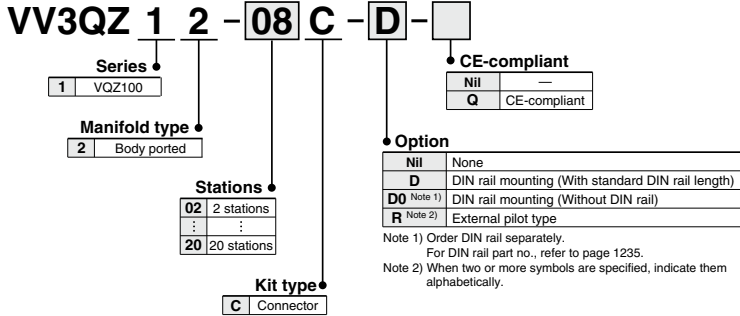 VV3QZ 1 2 - 08 C - D -
Series
1 VQZ100
Manifold type
2 Body ported
Stations
02 2 stations
⋮ ⋮
20 20 stations
Kit type
C Connector
CE-compliant
Nil —
Q CE-compliant
Option
Nil None
D DIN rail mounting (With standard DIN rail length)
D0 Note 1) DIN rail mounting (Without DIN rail)
R Note 2) External pilot type
Note 1) Order DIN rail separately.
For DIN rail part no., refer to page 1235.
Note 2) When two or more symbols are specified, indicate them
alphabetically.